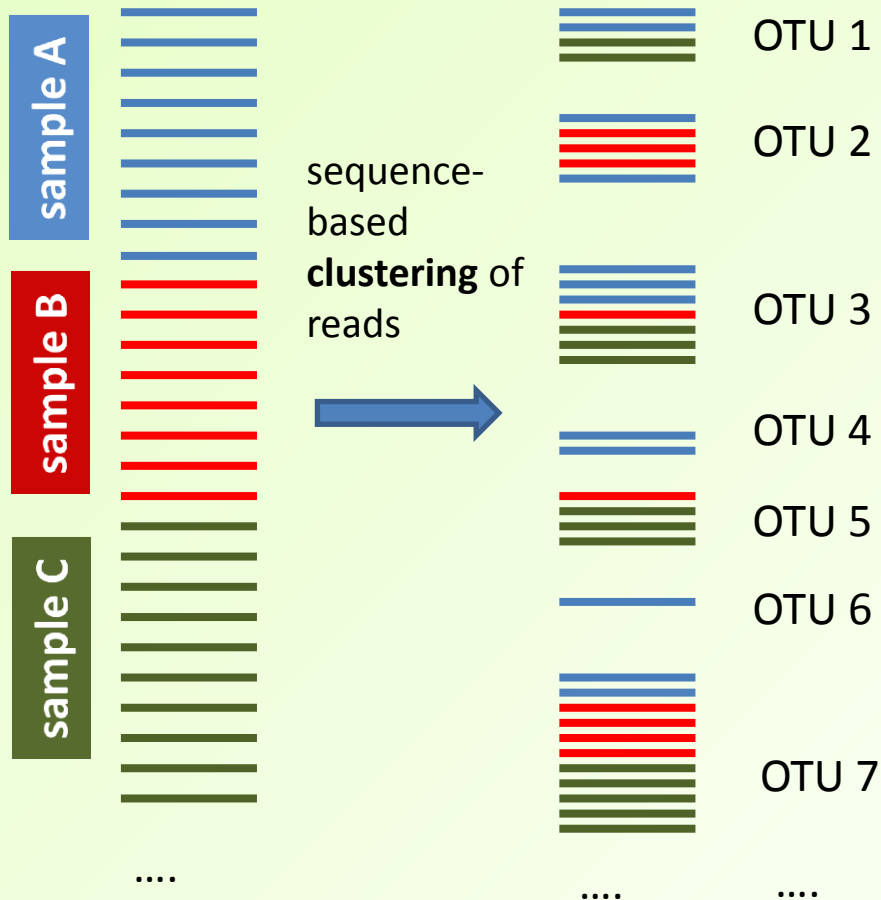 sample A
sample B
sample C
....
sequence-
based
clustering of
reads
OTU 1
OTU 2
OTU 3
OTU 4
OTU 5
OTU 6
OTU 7
....
....